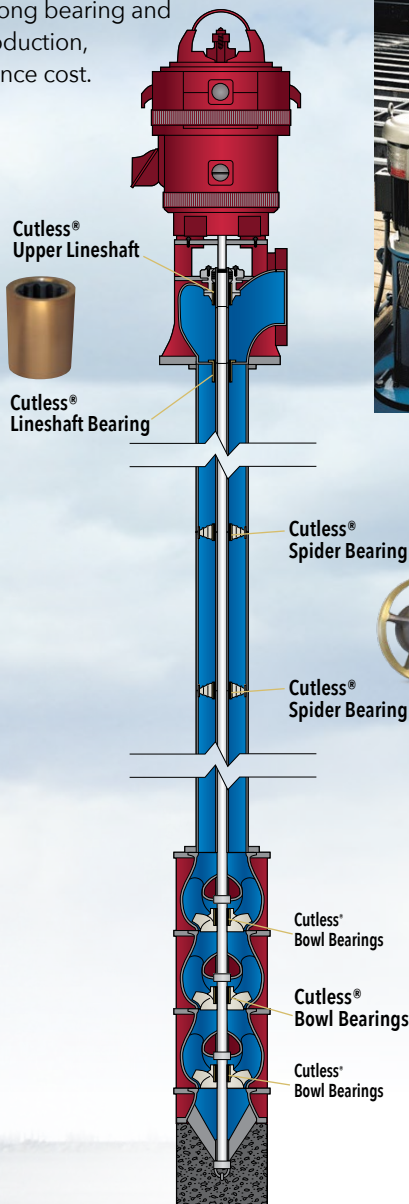 ong bearing and
oduction,
nce cost.
Cutless®
Upper Lineshaft
Cutless®
Lineshaft Bearing
Cutless®
Spider Bearing
Cutless®
Spider Bearing
Cutless®
Bowl Bearings
Cutless®
Bowl Bearings
Cutless®
Bowl Bearings